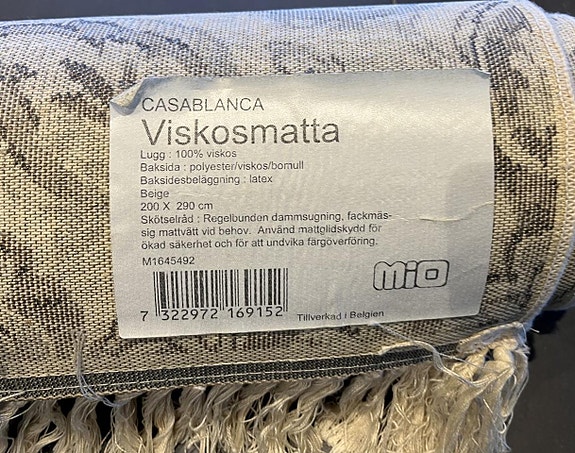 CASABLANCA
Viskosmatta
Lugg : 100% viskos
Baksida : polyester/viskos/bomull
Baksidesbeläggning : latex
Beige
200 X 290 cm
Skötselråd : Regelbunden dammsugning, fackmäs-
sig mattvätt vid behov. Använd mattglidskydd för
ökad säkerhet och för att undvika färgöverföring.
M1645492
MIO
7 322972 169152
Tillverkad i Belgien